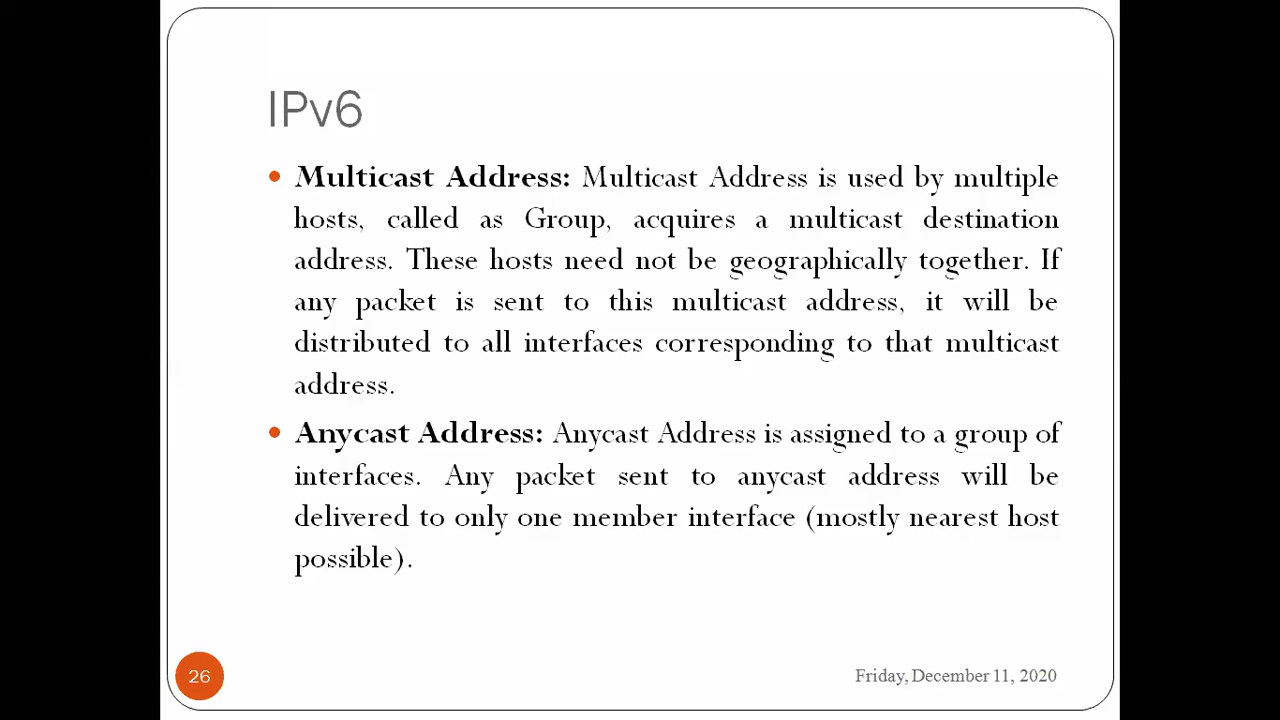 IPv6
• Multicast Address: Multicast Address is used by multiple
hosts, called as Group, acquires a multicast destination
address. These hosts need not be geographically together. If
any packet is sent to this multicast address, it will be
distributed to all interfaces corresponding to that multicast
address.
• Anycast Address: Anycast Address is assigned to a group of
interfaces. Any packet sent to anycast address will be
delivered to only one member interface (mostly nearest host
possible).
26
Friday, December 11, 2020